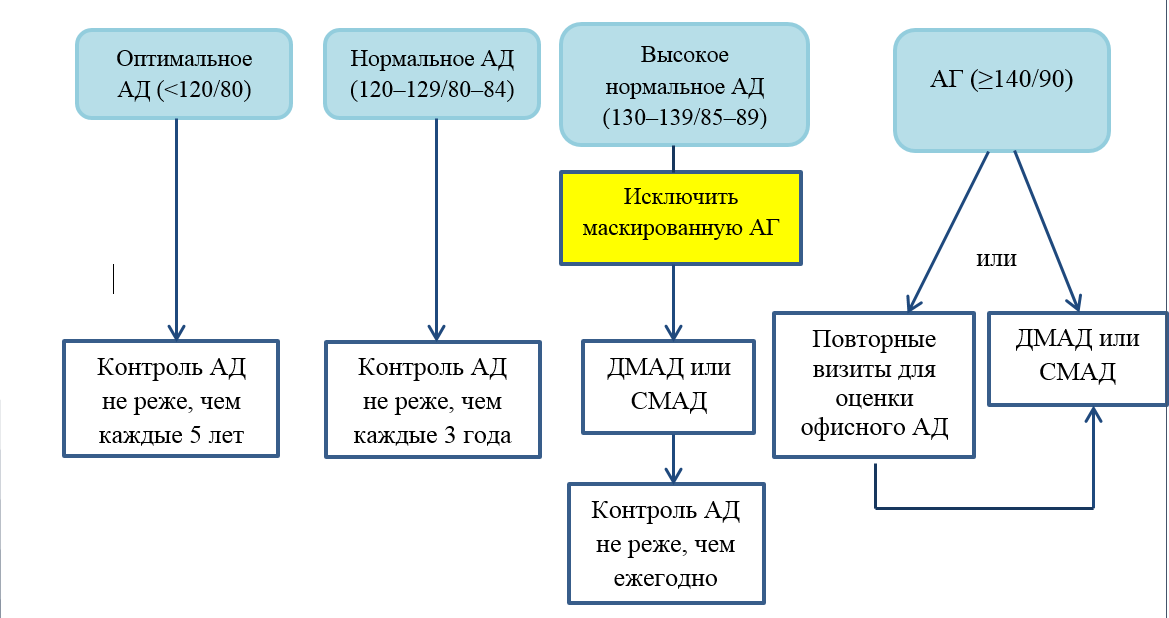 Оптимальное
АД (<120/80)
Нормальное АД
(120–129/80–84)
Высокое
нормальное АД
(130–139/85–89)
АГ (≥140/90)
Исключить
маскированную АГ
или
Контроль АД
не реже, чем
каждые 5 лет
Контроль АД
не реже, чем
каждые 3 года
ДМАД или
СМАД
Повторные
визиты для
оценки
офисного АД
ДМАД или
СМАД
Контроль АД
не реже, чем
ежегодно